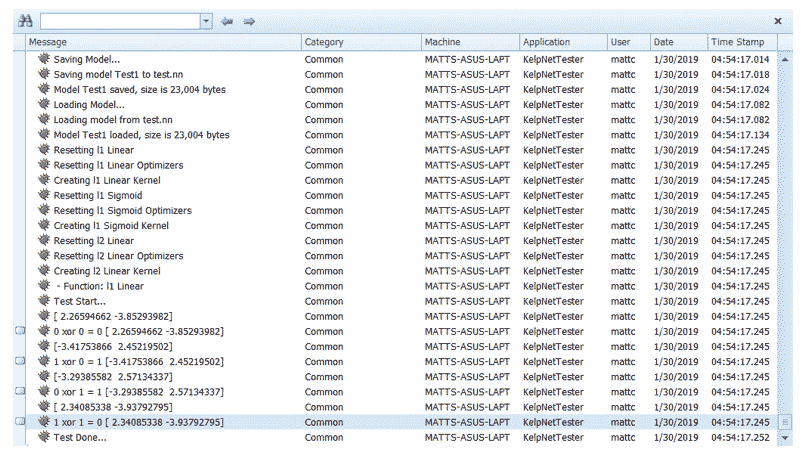 Message Category Machine Application User Date Time Stamp
Saving Model... Common MATTS-ASUS-LAPT KelpNetTester mattc 1/30/2019 04:54:17.014
Saving model Test1 to test.nn Common MATTS-ASUS-LAPT KelpNetTester mattc 1/30/2019 04:54:17.018
Model Test1 saved, size is 23,004 bytes Common MATTS-ASUS-LAPT KelpNetTester mattc 1/30/2019 04:54:17.024
Loading Model... Common MATTS-ASUS-LAPT KelpNetTester mattc 1/30/2019 04:54:17.082
Loading model from test.nn Common MATTS-ASUS-LAPT KelpNetTester mattc 1/30/2019 04:54:17.082
Model Test1 loaded, size is 23,004 bytes Common MATTS-ASUS-LAPT KelpNetTester mattc 1/30/2019 04:54:17.134
Resetting l1 Linear Common MATTS-ASUS-LAPT KelpNetTester mattc 1/30/2019 04:54:17.245
Resetting l1 Linear Optimizers Common MATTS-ASUS-LAPT KelpNetTester mattc 1/30/2019 04:54:17.245
Creating l1 Linear Kernel Common MATTS-ASUS-LAPT KelpNetTester mattc 1/30/2019 04:54:17.245
Resetting l1 Sigmoid Common MATTS-ASUS-LAPT KelpNetTester mattc 1/30/2019 04:54:17.245
Resetting l1 Sigmoid Optimizers Common MATTS-ASUS-LAPT KelpNetTester mattc 1/30/2019 04:54:17.245
Creating l1 Sigmoid Kernel Common MATTS-ASUS-LAPT KelpNetTester mattc 1/30/2019 04:54:17.245
Resetting l2 Linear Common MATTS-ASUS-LAPT KelpNetTester mattc 1/30/2019 04:54:17.245
Resetting l2 Linear Optimizers Common MATTS-ASUS-LAPT KelpNetTester mattc 1/30/2019 04:54:17.245
Creating l2 Linear Kernel Common MATTS-ASUS-LAPT KelpNetTester mattc 1/30/2019 04:54:17.245
- Function: l1 Linear Common MATTS-ASUS-LAPT KelpNetTester mattc 1/30/2019 04:54:17.245
Test Start... Common MATTS-ASUS-LAPT KelpNetTester mattc 1/30/2019 04:54:17.245
[ 2.26594662 -3.85293982] Common MATTS-ASUS-LAPT KelpNetTester mattc 1/30/2019 04:54:17.245
0 xor 0 = 0 [ 2.26594662 -3.85293982] Common MATTS-ASUS-LAPT KelpNetTester mattc 1/30/2019 04:54:17.245
[-3.41753866 2.45219502] Common MATTS-ASUS-LAPT KelpNetTester mattc 1/30/2019 04:54:17.245
1 xor 0 = 1 [-3.41753866 2.45219502] Common MATTS-ASUS-LAPT KelpNetTester mattc 1/30/2019 04:54:17.245
[-3.29385582 2.57134337] Common MATTS-ASUS-LAPT KelpNetTester mattc 1/30/2019 04:54:17.245
0 xor 1 = 1 [-3.29385582 2.57134337] Common MATTS-ASUS-LAPT KelpNetTester mattc 1/30/2019 04:54:17.245
[ 2.34085338 -3.93792795] Common MATTS-ASUS-LAPT KelpNetTester mattc 1/30/2019 04:54:17.245
1 xor 1 = 0 [ 2.34085338 -3.93792795] Common MATTS-ASUS-LAPT KelpNetTester mattc 1/30/2019 04:54:17.245
Test Done... Common MATTS-ASUS-LAPT KelpNetTester mattc 1/30/2019 04:54:17.252